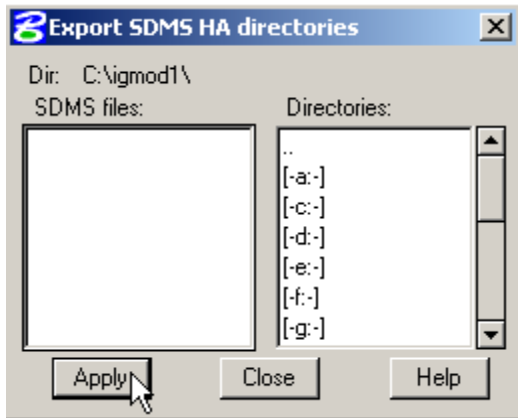 Export SDMS HA directories
Dir: C:\igmod1\
SDMS files:
Directories:
..
[-a:-]
[-c:-]
[-d:-]
[-e:-]
[-f:-]
[-g:-]
Apply
Close
Help